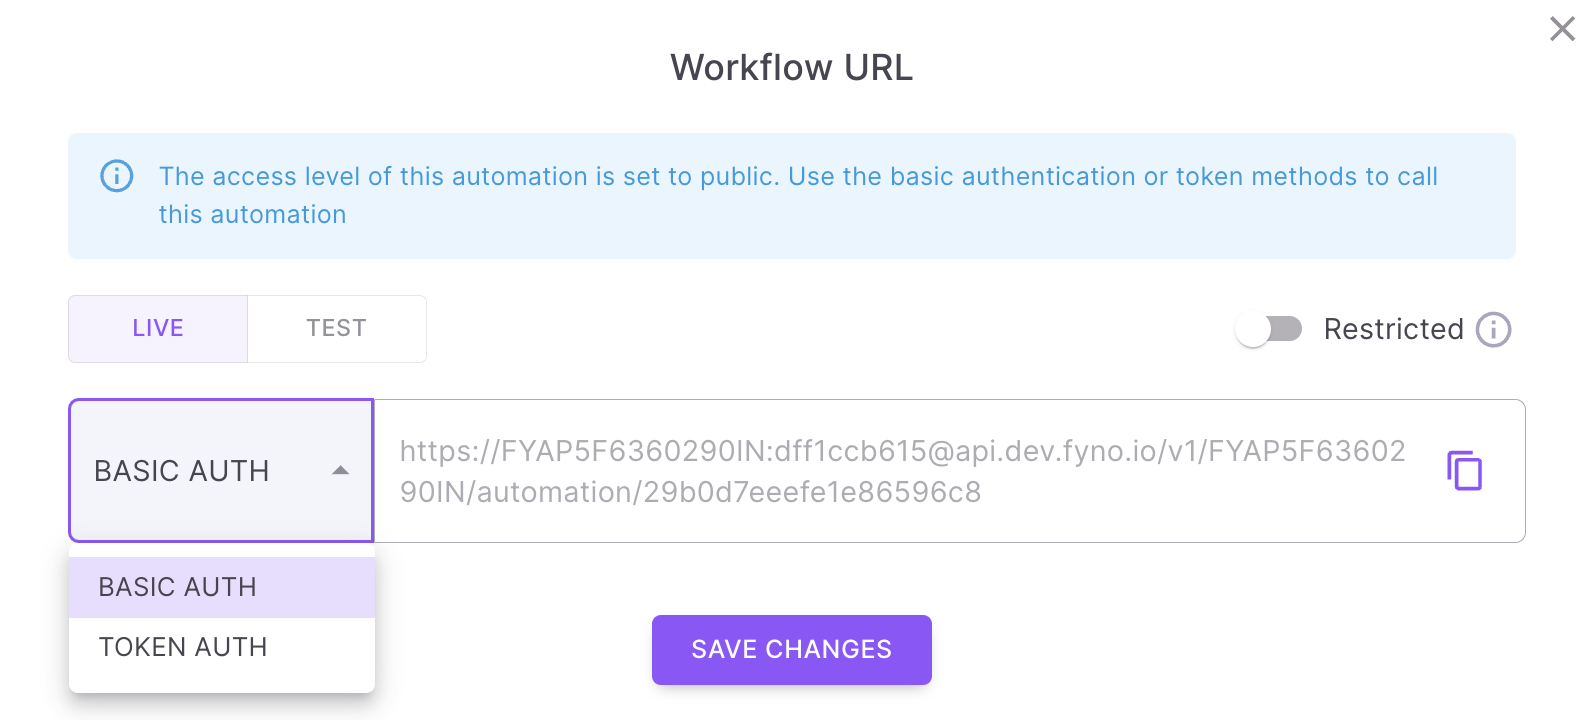 Workflow URL
The access level of this automation is set to public. Use the basic authentication or token methods to call
this automation
LIVE
TEST
Restricted
BASIC AUTH
https://FYAP5F6360290IN:dff1ccb615@api.dev.fyno.io/v1/FYAP5F63602
90IN/automation/29b0d7eeefe1e86596c8
BASIC AUTH
TOKEN AUTH
SAVE CHANGES